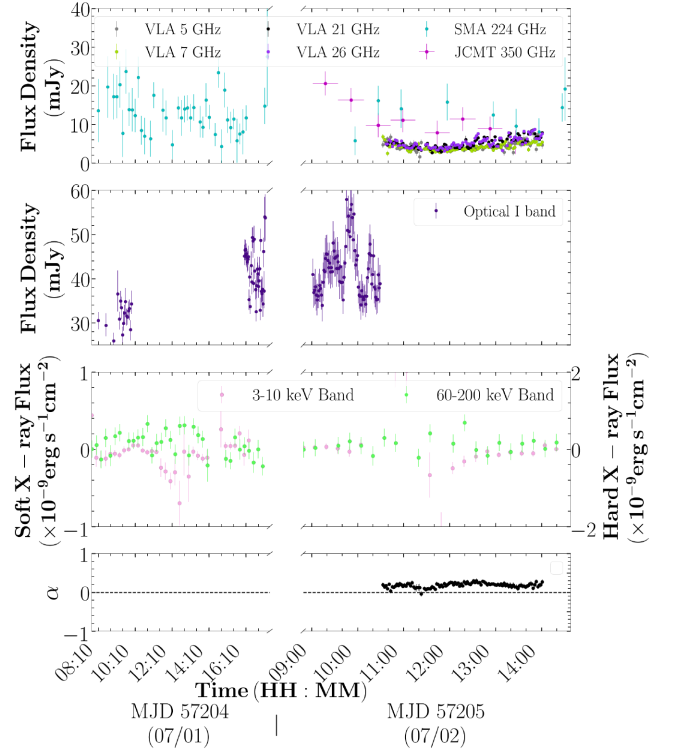 VLA 5 GHz VLA 21 GHz SMA 224 GHz
VLA 7 GHz VLA 26 GHz JCMT 350 GHz
Flux Density
(mJy)
40
30
20
10
0
Optical I band
Flux Density
(mJy)
60
50
40
30
3-10 keV Band 60-200 keV Band
Soft X − ray Flux
(×10−9erg s−1cm−2)
1
0
−1
Hard X − ray Flux
(×10−9erg s−1cm−2)
2
0
−2
α
1
0
−1
08:10 10:10 12:10 14:10 16:10 09:00 10:00 11:00 12:00 13:00 14:00
Time (HH : MM)
MJD 57204 | MJD 57205
(07/01) (07/02)